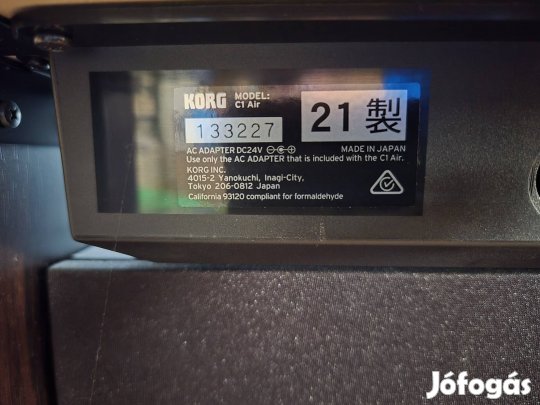 KORG MODEL: C1 Air
133227
21製
AC ADAPTER DC24V
MADE IN JAPAN
Use only the AC ADAPTER that is included with the C1 Air.
KORG INC.
4015-2 Yanokuchi, Inagi-City,
Tokyo 206-0812 Japan
California 93120 compliant for formaldehyde
Jófogás